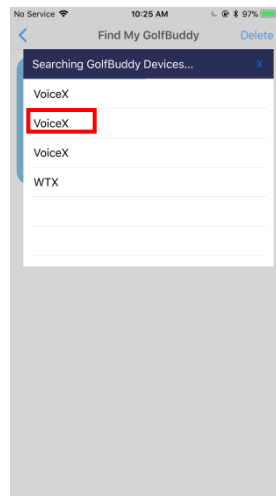 No Service 10:25 AM 97%
Find My GolfBuddy Delete
Searching GolfBuddy Devices... X
VoiceX
VoiceX
VoiceX
WTX